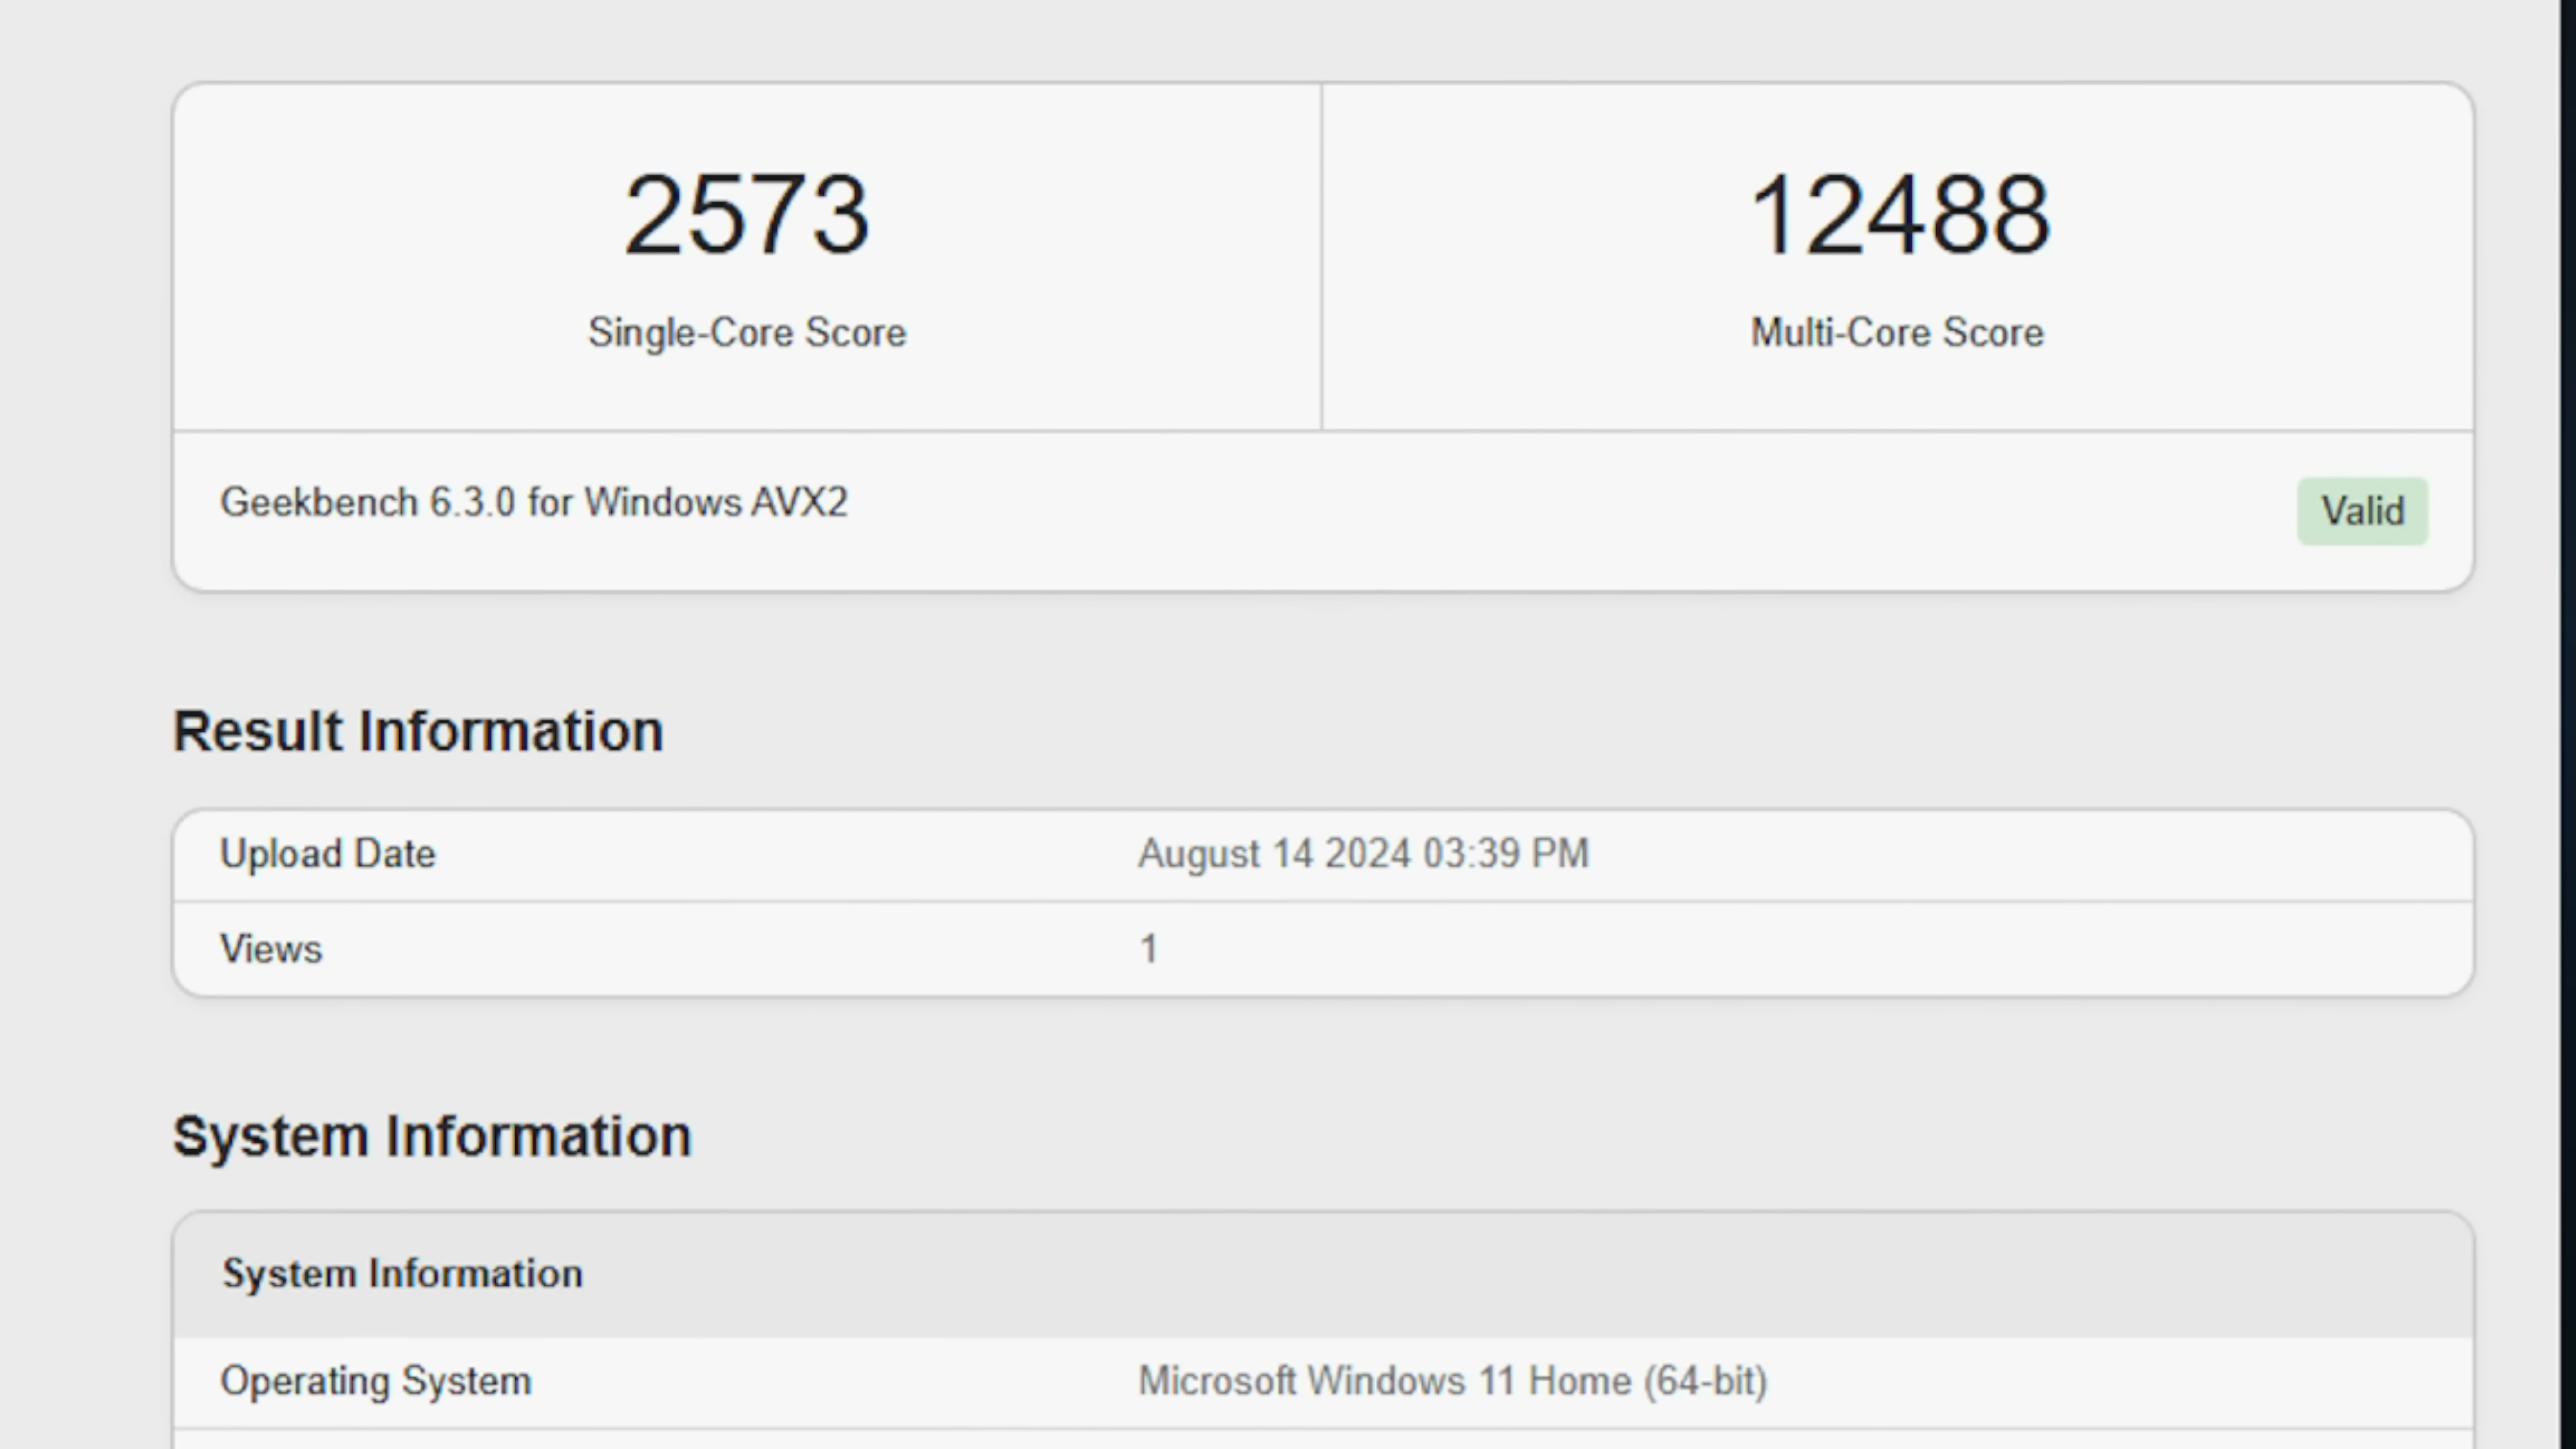 2573 12488
Single-Core Score Multi-Core Score
Geekbench 6.3.0 for Windows AVX2 Valid
Result Information
Upload Date August 14 2024 03:39 PM
Views 1
System Information
System Information
Operating System Microsoft Windows 11 Home (64-bit)